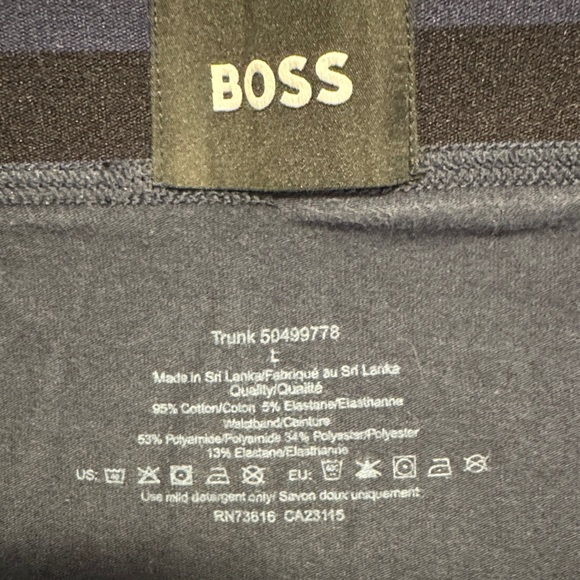 BOSS
Trunk 50499778
L
Made in Sri Lanka/Fabriqué au Sri Lanka
Quality/Qualité
95% Cotton/Coton 5% Elastane/Elasthanne
Waistband/Ceinture
53% Polyamide/Polyamide 34% Polyester/Polyester
13% Elastane/Elasthanne
US: EU:
Use mild detergent only/ Savon doux uniquement
RN73616 CA23115